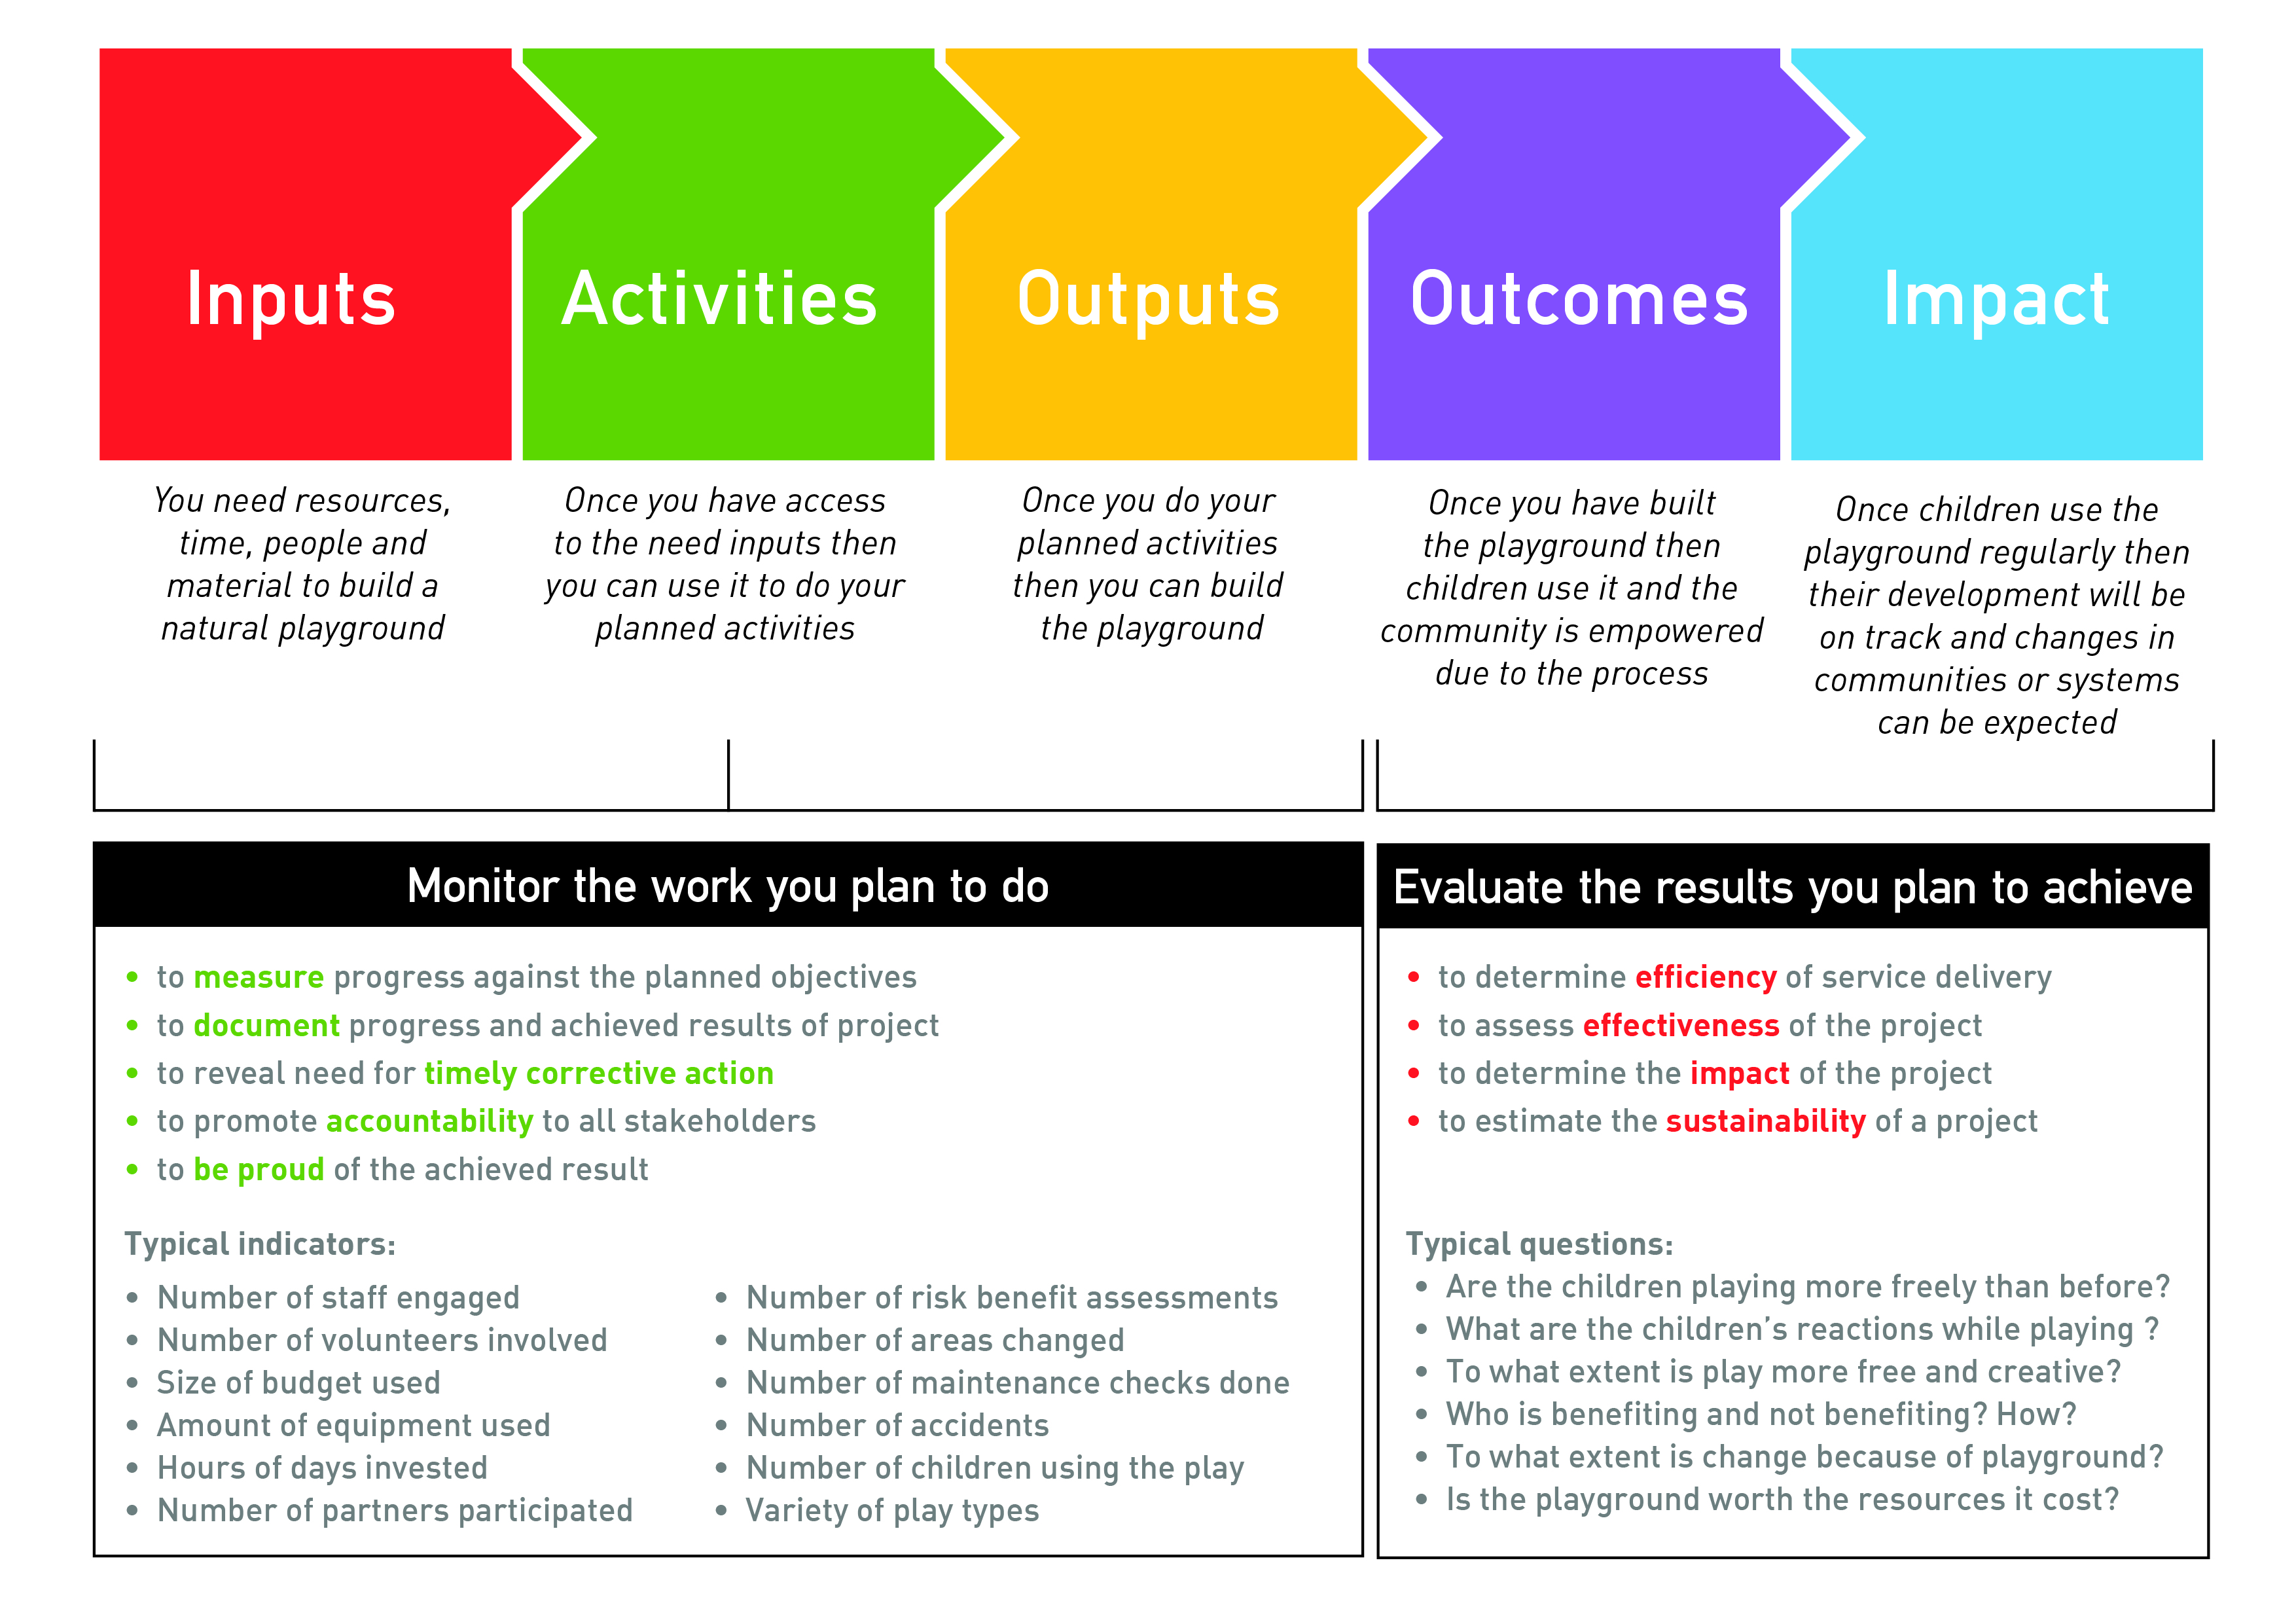 Inputs
Activities
Outputs
Outcomes
Impact
You need resources,
time, people and
material to build a
natural playground
Once you have access
to the need inputs then
you can use it to do your
planned activities
Once you do your
planned activities
then you can build
the playground
Once you have built
the playground then
children use it and the
community is empowered
due to the process
Once children use the
playground regularly then
their development will be
on track and changes in
communities or systems
can be expected
Monitor the work you plan to do
• to measure progress against the planned objectives
• to document progress and achieved results of project
• to reveal need for timely corrective action
• to promote accountability to all stakeholders
• to be proud of the achieved result
Typical indicators:
• Number of staff engaged
• Number of volunteers involved
• Size of budget used
• Amount of equipment used
• Hours of days invested
• Number of partners participated
• Number of risk benefit assessments
• Number of areas changed
• Number of maintenance checks done
• Number of accidents
• Number of children using the play
• Variety of play types
Evaluate the results you plan to achieve
• to determine efficiency of service delivery
• to assess effectiveness of the project
• to determine the impact of the project
• to estimate the sustainability of a project
Typical questions:
• Are the children playing more freely than before?
• What are the children’s reactions while playing ?
• To what extent is play more free and creative?
• Who is benefiting and not benefiting? How?
• To what extent is change because of playground?
• Is the playground worth the resources it cost?